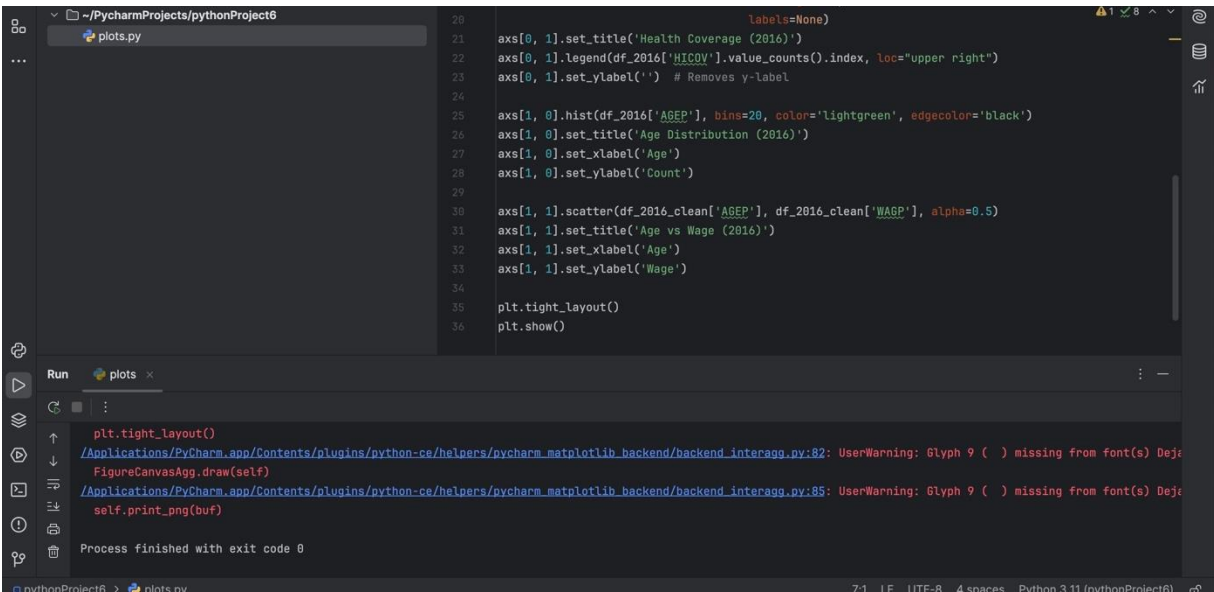 ~/PycharmProjects/pythonProject6
plots.py
1 8
20 labels=None)
21 axs[0, 1].set_title('Health Coverage (2016)')
22 axs[0, 1].legend(df_2016['HICOV'].value_counts().index, loc="upper right")
23 axs[0, 1].set_ylabel('') # Removes y-label
24
25 axs[1, 0].hist(df_2016['AGEP'], bins=20, color='lightgreen', edgecolor='black')
26 axs[1, 0].set_title('Age Distribution (2016)')
27 axs[1, 0].set_xlabel('Age')
28 axs[1, 0].set_ylabel('Count')
29
30 axs[1, 1].scatter(df_2016_clean['AGEP'], df_2016_clean['WAGP'], alpha=0.5)
31 axs[1, 1].set_title('Age vs Wage (2016)')
32 axs[1, 1].set_xlabel('Age')
33 axs[1, 1].set_ylabel('Wage')
34
35 plt.tight_layout()
36 plt.show()
Run plots
plt.tight_layout()
/Applications/PyCharm.app/Contents/plugins/python-ce/helpers/pycharm_matplotlib_backend/backend_interagg.py:82: UserWarning: Glyph 9 ( ) missing from font(s) Deja
FigureCanvasAgg.draw(self)
/Applications/PyCharm.app/Contents/plugins/python-ce/helpers/pycharm_matplotlib_backend/backend_interagg.py:85: UserWarning: Glyph 9 ( ) missing from font(s) Deja
self.print_png(buf)
Process finished with exit code 0
pythonProject6 > plots.py 7:1 LF UTF-8 4 spaces Python 3.11 (pythonProject6)